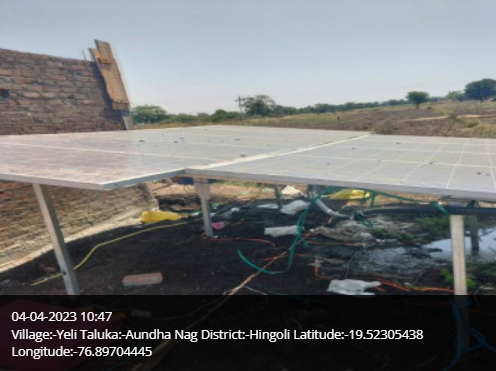 04-04-2023 10:47
Village:-Yeli Taluka:-Aundha Nag District:-Hingoli Latitude:-19.52305438
Longitude:-76.89704445